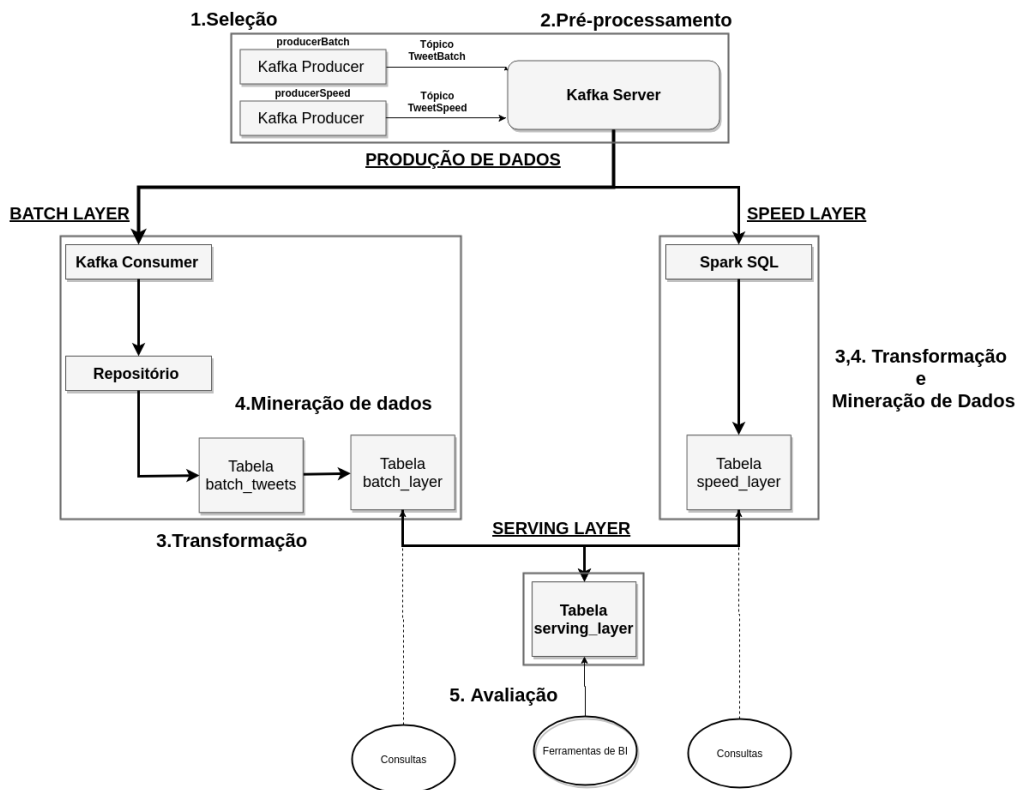 1.Seleção
2.Pré-processamento
producerBatch
Kafka Producer
Tópico
TweetBatch
producerSpeed
Kafka Producer
Tópico
TweetSpeed
Kafka Server
PRODUÇÃO DE DADOS
BATCH LAYER
SPEED LAYER
Kafka Consumer
Spark SQL
Repositório
3,4. Transformação
e
Mineração de Dados
4.Mineração de dados
Tabela
batch_tweets
Tabela
batch_layer
Tabela
speed_layer
3.Transformação
SERVING LAYER
Tabela
serving_layer
5. Avaliação
Consultas
Ferramentas de BI
Consultas